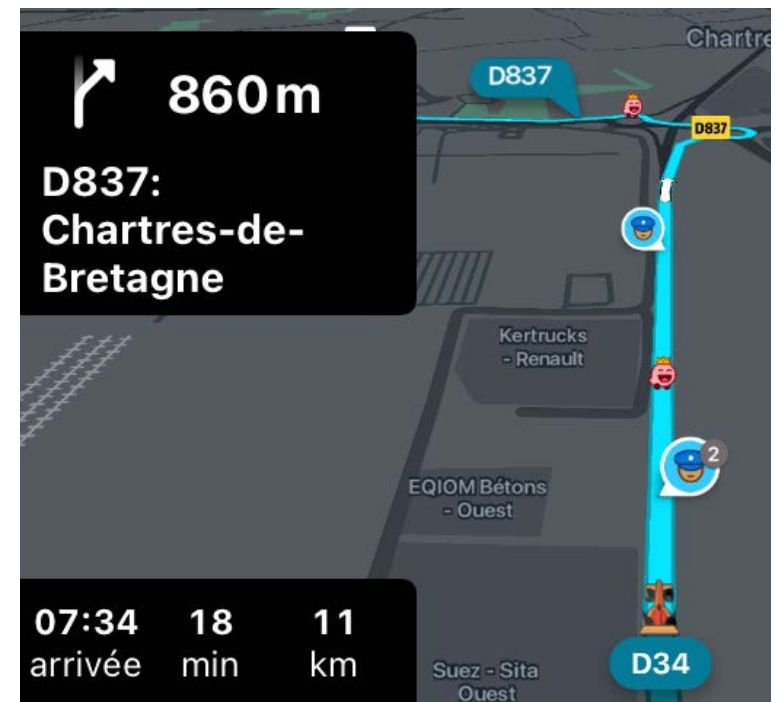 860 m
D837:
Chartres-de-
Bretagne
D837
Chartre
D837
Kertrucks
- Renault
2
EQIOM Bétons
- Ouest
Suez - Sita
Ouest
D34
07:34 18 11
arrivée min km